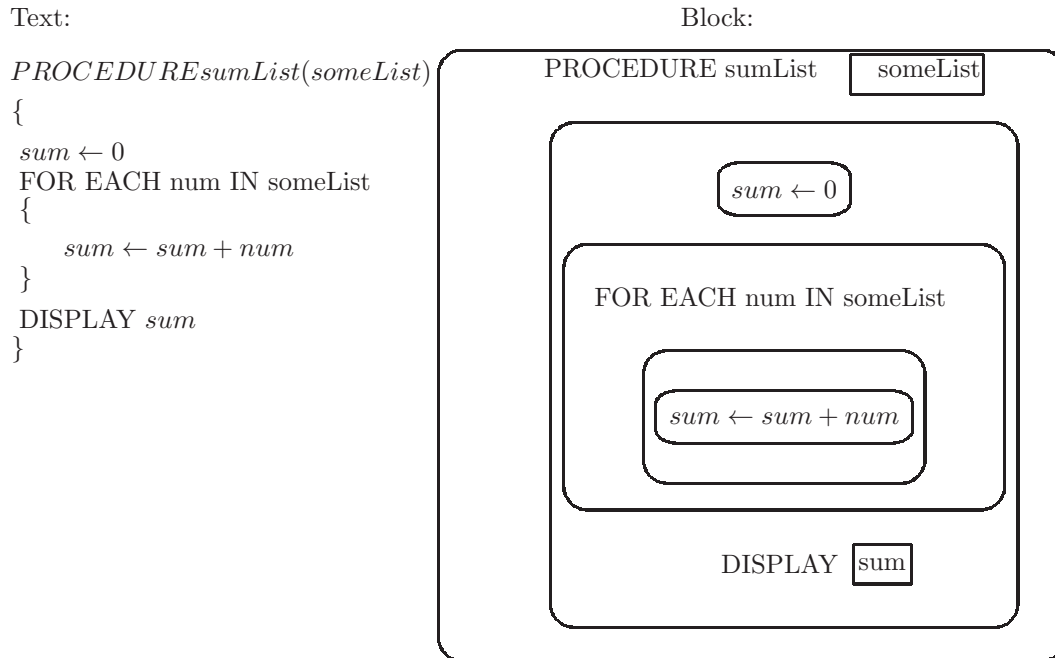 Text:
PROCEDUREsumList(someList)
{
sum ← 0
FOR EACH num IN someList
{
sum ← sum + num
}
DISPLAY sum
}
Block:
PROCEDURE sumList someList
sum ← 0
FOR EACH num IN someList
sum ← sum + num
DISPLAY sum